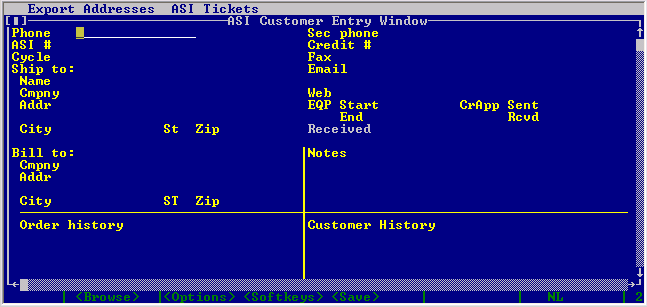 Export Addresses ASI Tickets
ASI Customer Entry Window
Phone Sec phone
ASI # Credit #
Cycle Fax
Ship to: Email
Name
Cmpny Web
Addr EQP Start CrApp Sent
End Rcvd
City St Zip Received
Bill to: Notes
Cmpny
Addr
City ST Zip
Order history Customer History
<Browse> <Options> <Softkeys> <Save> NL 2